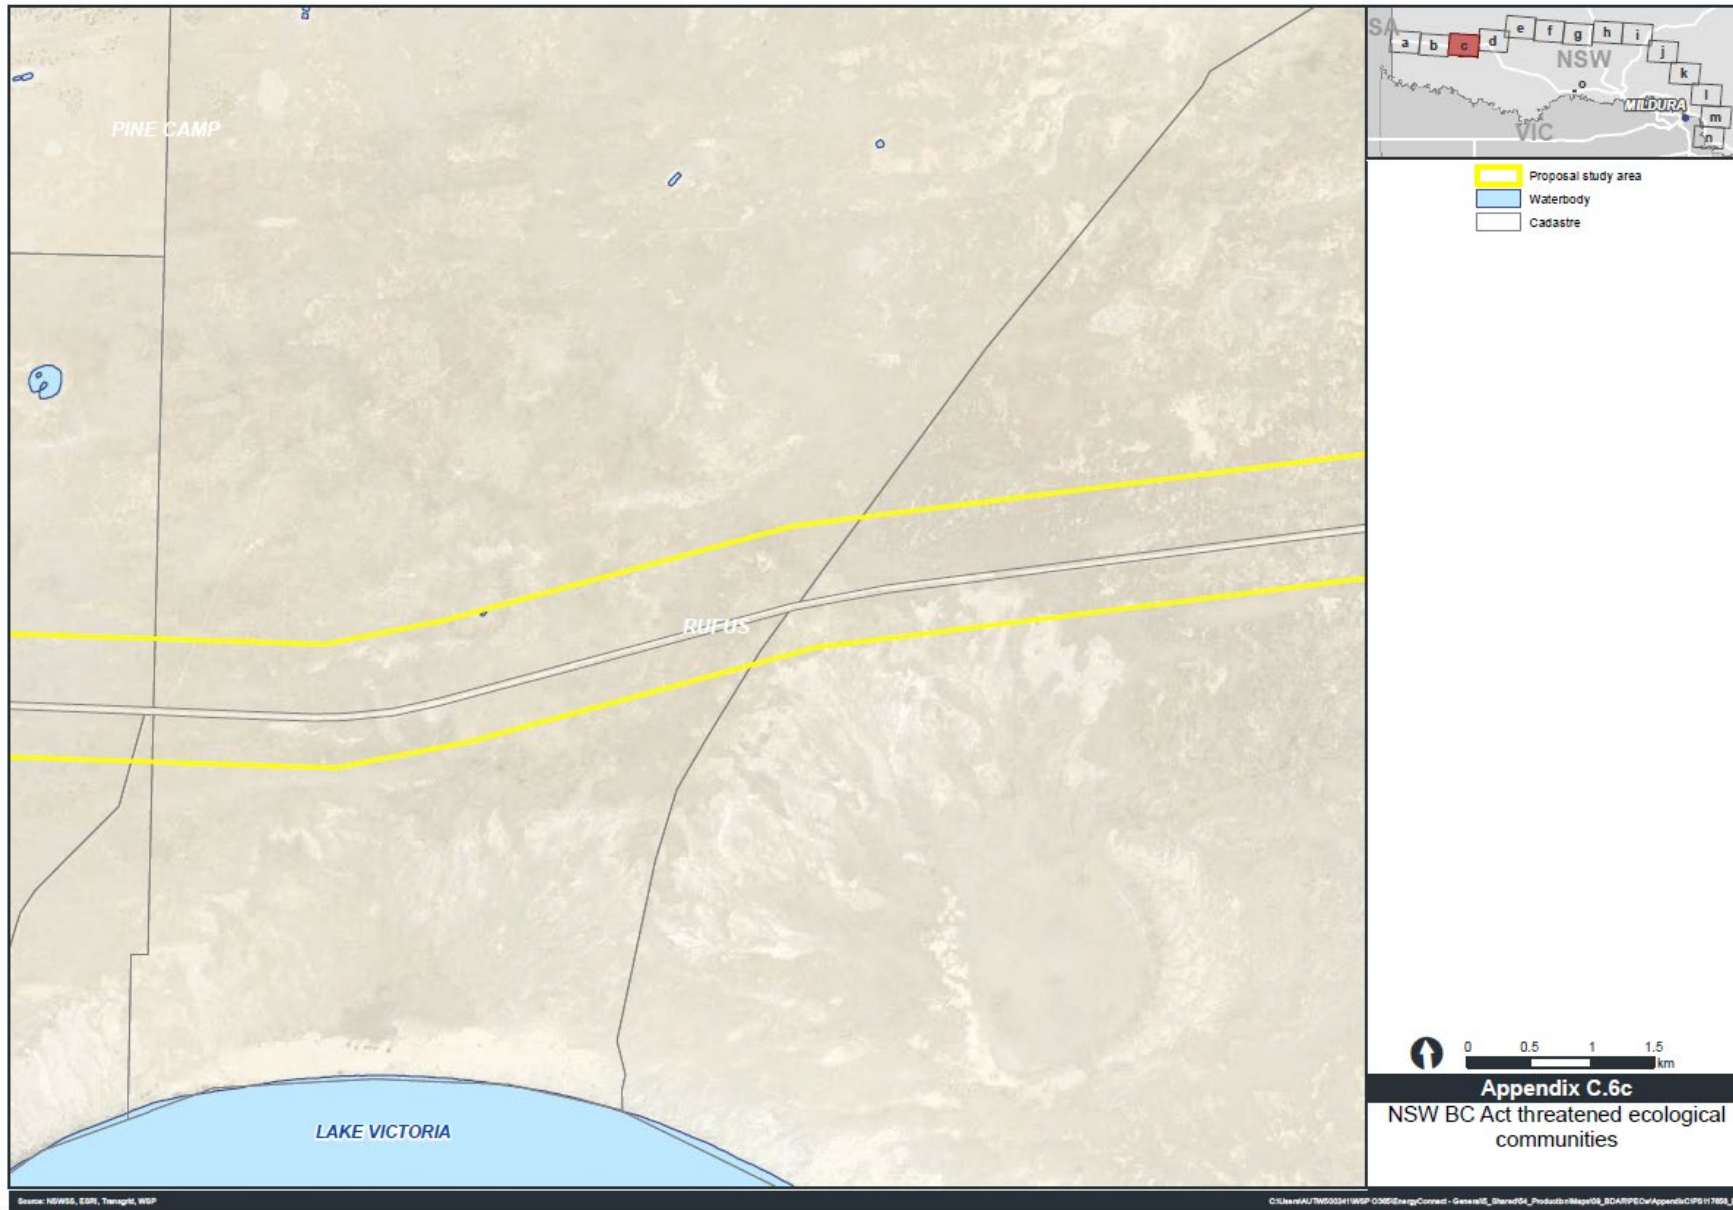 PINE CAMP
RUFUS
LAKE VICTORIA
SA
a
b
c
d
e
f
g
h
i
j
k
l
m
n
o
NSW
MILDURA
VIC
Proposal study area
Waterbody
Cadastre
0 0.5 1 1.5
km
Appendix C.6c
NSW BC Act threatened ecological
communities
Source: NSWSS, ESRI, Transgrid, WSP